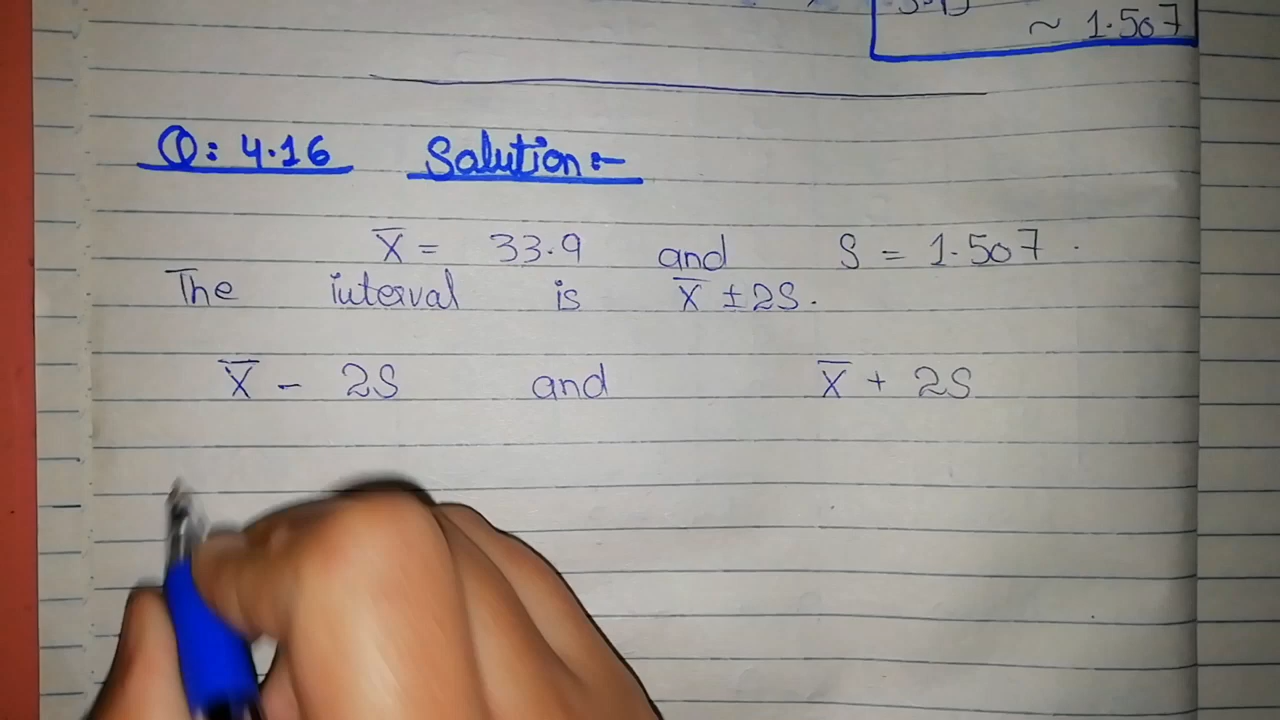 ~ 1.507
Q: 4.16 Solution:-
X̅ = 33.9 and S = 1.507.
The interval is X̅ ± 2S.
X̅ - 2S and X̅ + 2S